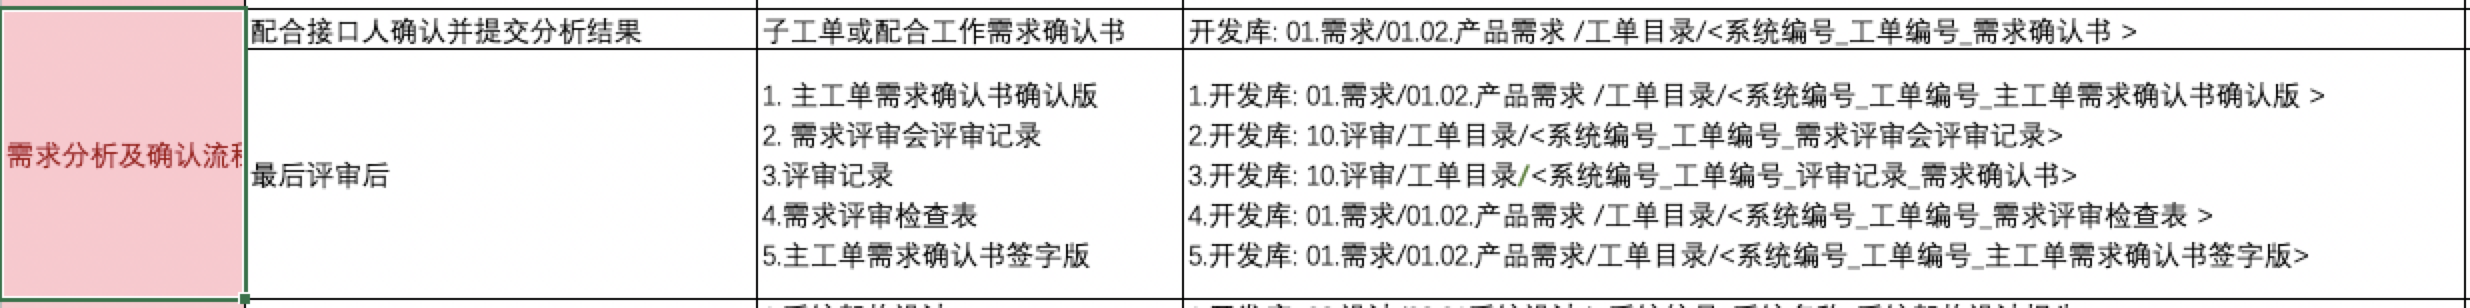 配合接口人确认并提交分析结果
子工单或配合工作需求确认书
开发库: 01.需求/01.02.产品需求 /工单目录/<系统编号_工单编号_需求确认书 >
需求分析及确认流
最后评审后
1. 主工单需求确认书确认版
2. 需求评审会评审记录
3.评审记录
4.需求评审检查表
5.主工单需求确认书签字版
1.开发库: 01.需求/01.02.产品需求 /工单目录/<系统编号_工单编号_主工单需求确认书确认版 >
2.开发库: 10.评审/工单目录/<系统编号_工单编号_需求评审会评审记录>
3.开发库: 10.评审/工单目录/<系统编号_工单编号_评审记录_需求确认书>
4.开发库: 01.需求/01.02.产品需求 /工单目录/<系统编号_工单编号_需求评审检查表 >
5.开发库: 01.需求/01.02.产品需求/工单目录/<系统编号_工单编号_主工单需求确认书签字版>